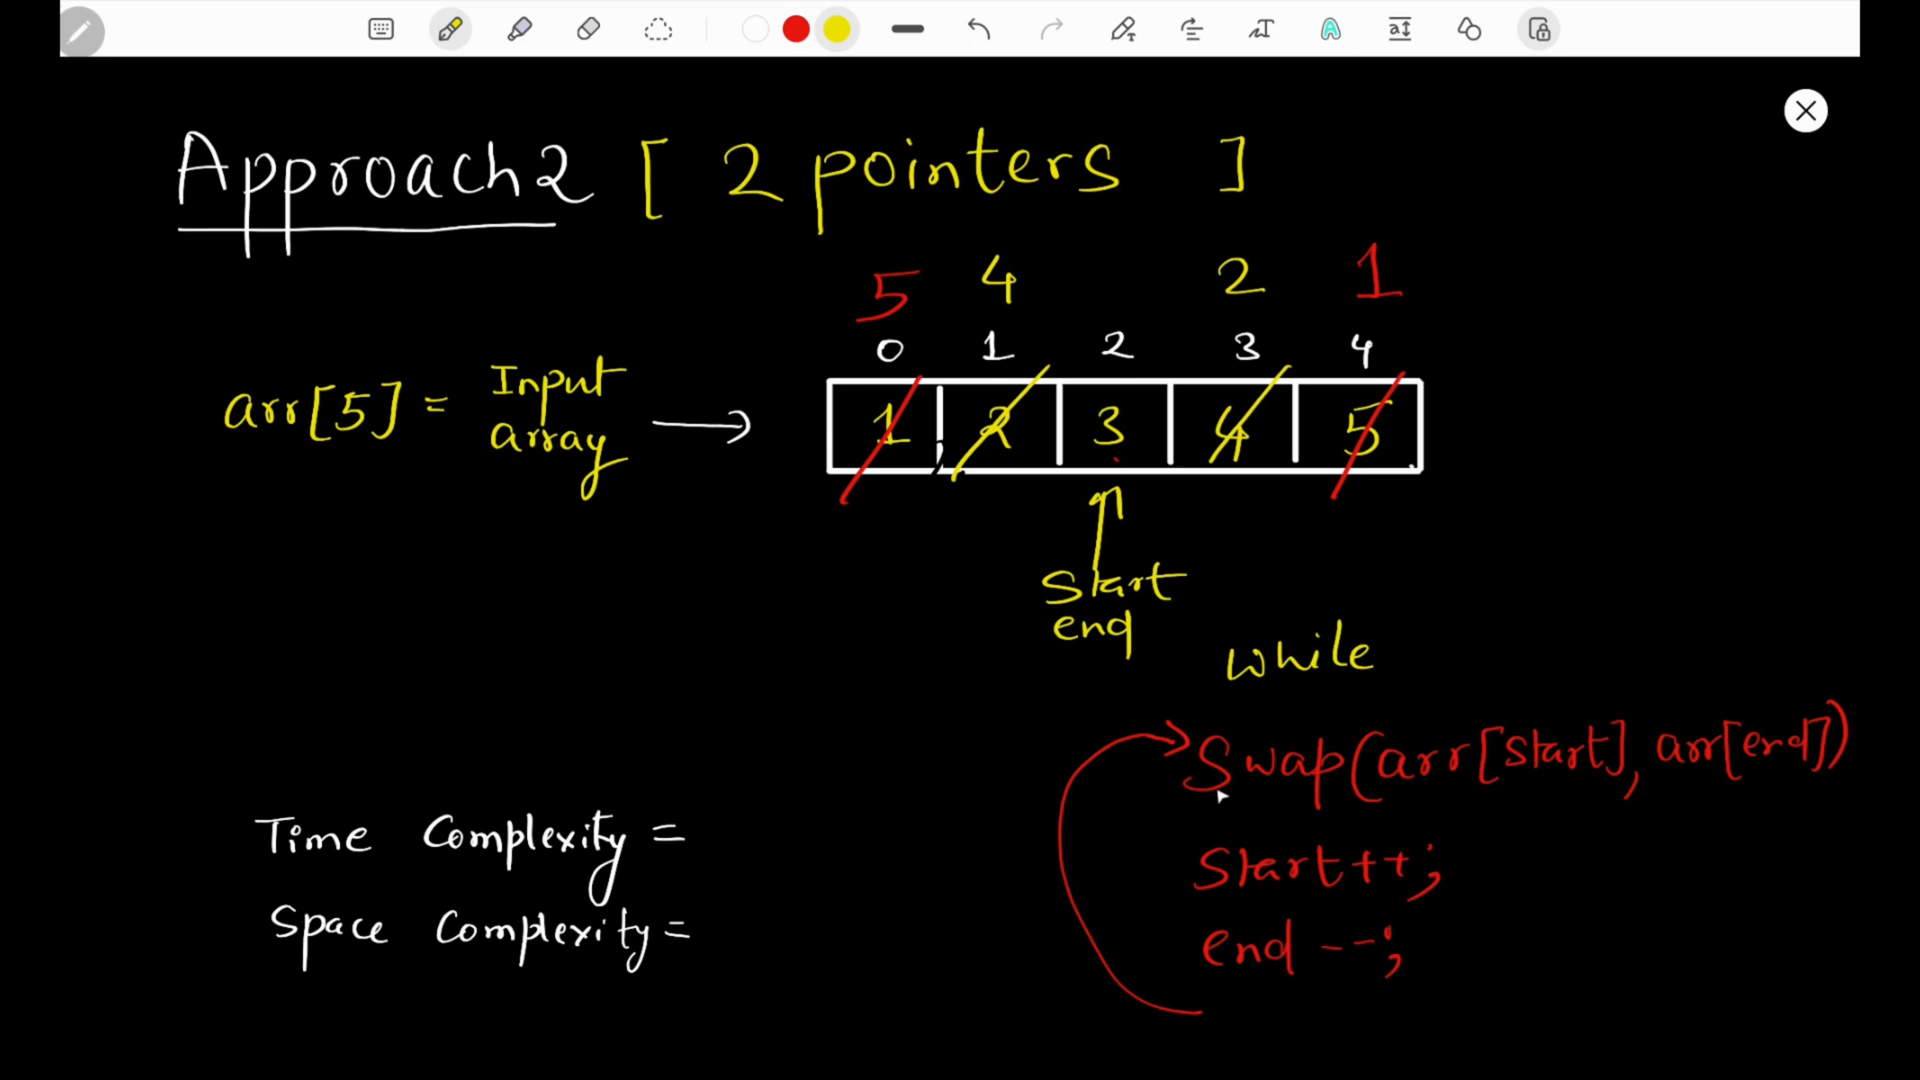 Approach2 [ 2 pointers ]
5 4 2 1
0 1 2 3 4
arr[5] = Input array → 1 2 3 4 5
Start
end
while
Swap(arr[start], arr[end])
Start++;
end --;
Time Complexity =
Space Complexity =